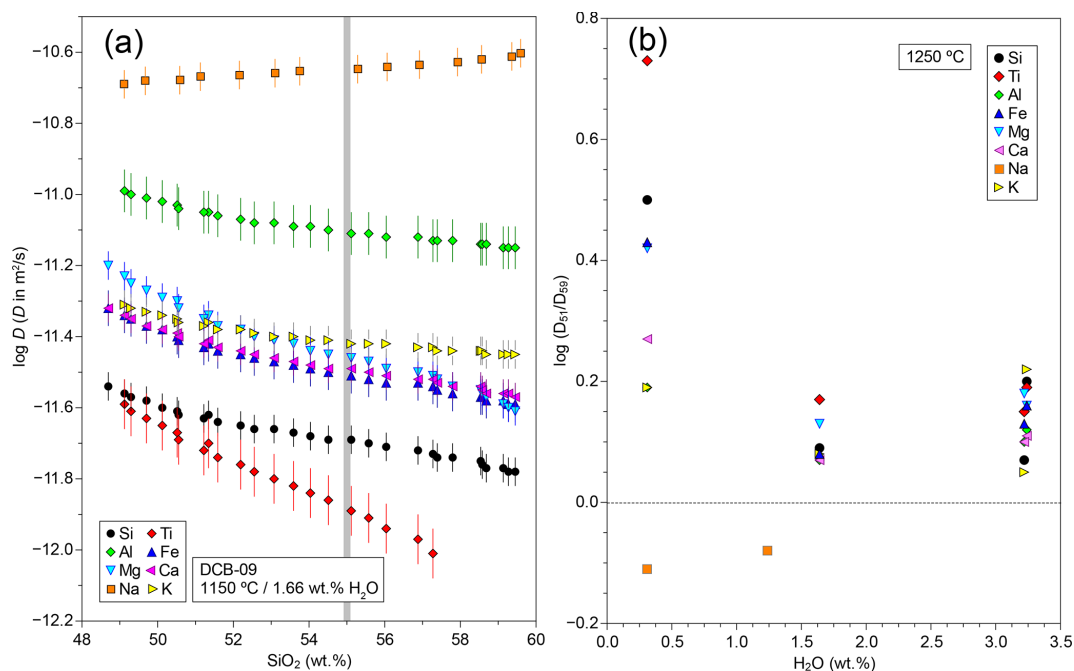 (a)
−10.6
−10.8
−11.0
−11.2
−11.4
−11.6
−11.8
−12.0
−12.2
log D (D in m²/s)
48 50 52 54 56 58 60
SiO₂ (wt.%)
Si Ti
Al Fe
Mg Ca
Na K
DCB-09
1150 ºC / 1.66 wt.% H₂O
(b)
0.8
0.6
0.4
0.2
0.0
−0.2
log (D₅₁/D₅₉)
0.0 0.5 1.0 1.5 2.0 2.5 3.0 3.5
H₂O (wt.%)
1250 ºC
Si
Ti
Al
Fe
Mg
Ca
Na
K